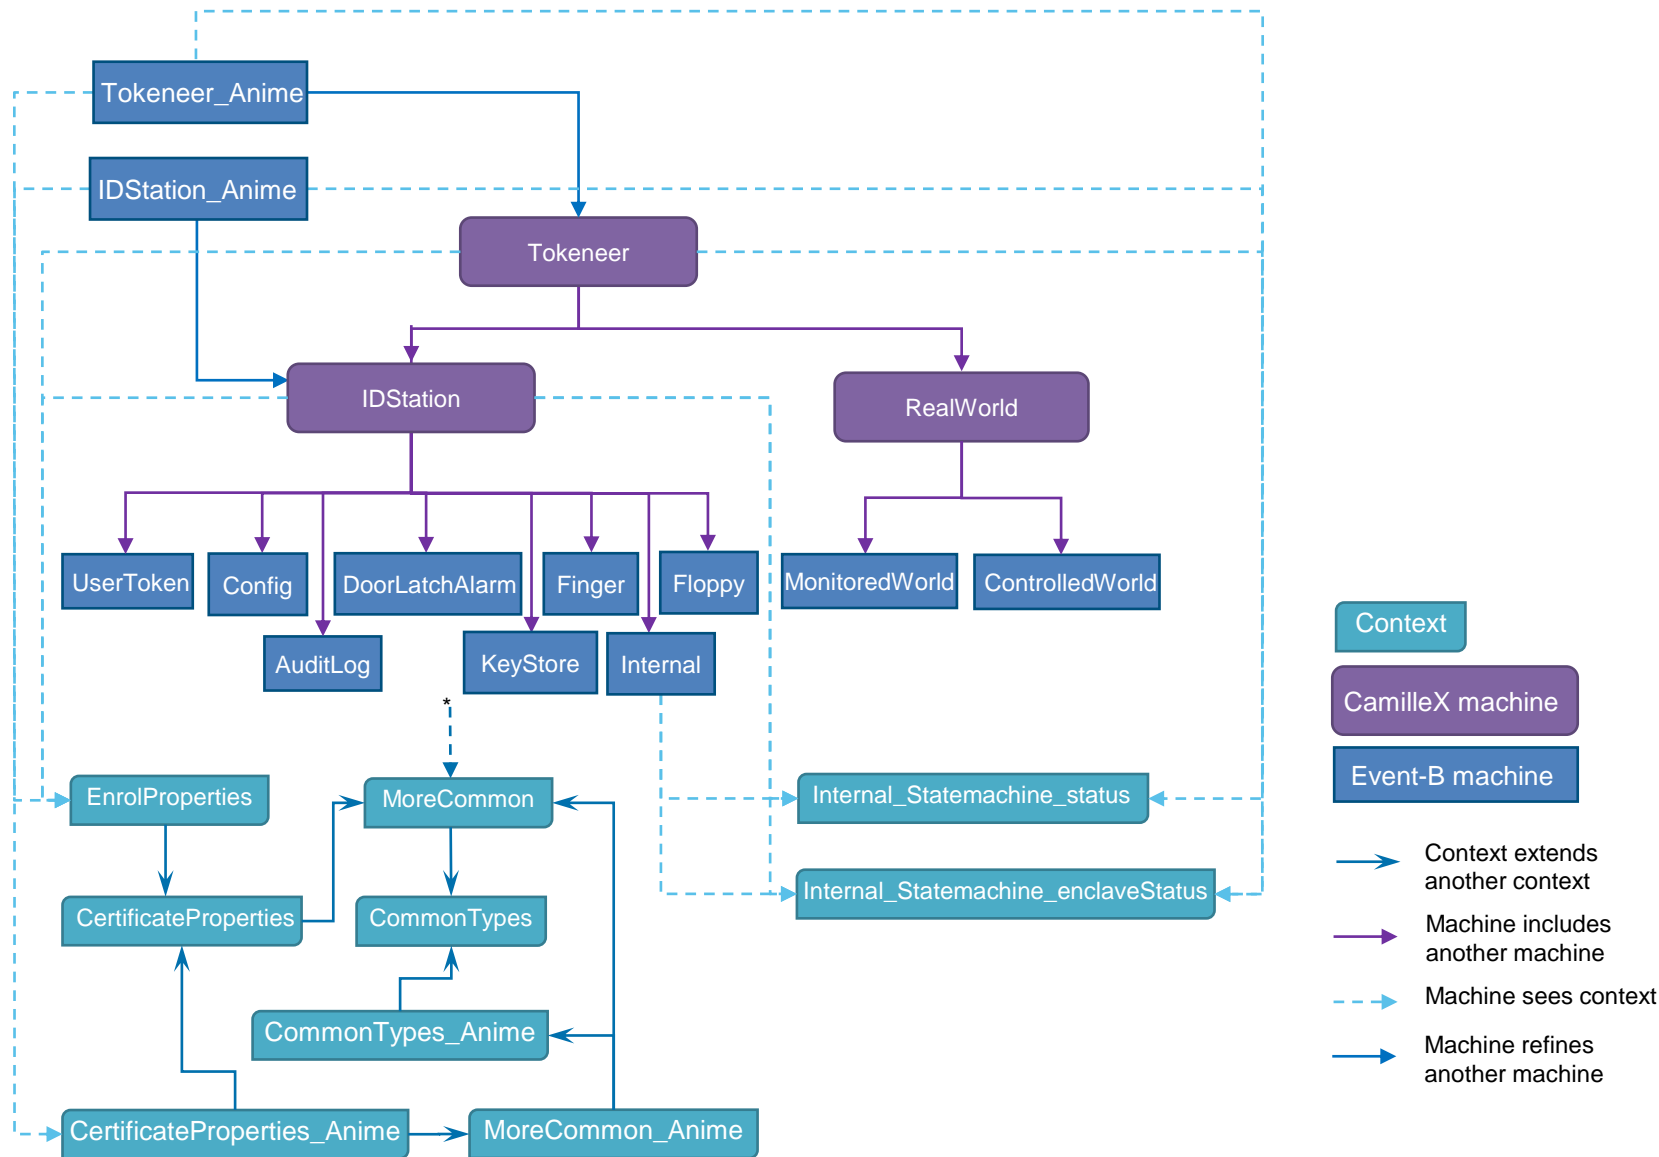 Tokeneer_Anime
IDStation_Anime
Tokeneer
IDStation
RealWorld
UserToken
Config
DoorLatchAlarm
Finger
Floppy
MonitoredWorld
ControlledWorld
AuditLog
KeyStore
Internal
*
EnrolProperties
MoreCommon
Internal_Statemachine_status
CertificateProperties
CommonTypes
Internal_Statemachine_enclaveStatus
CommonTypes_Anime
CertificateProperties_Anime
MoreCommon_Anime
Context
CamilleX machine
Event-B machine
Context extends
another context
Machine includes
another machine
Machine sees context
Machine refines
another machine